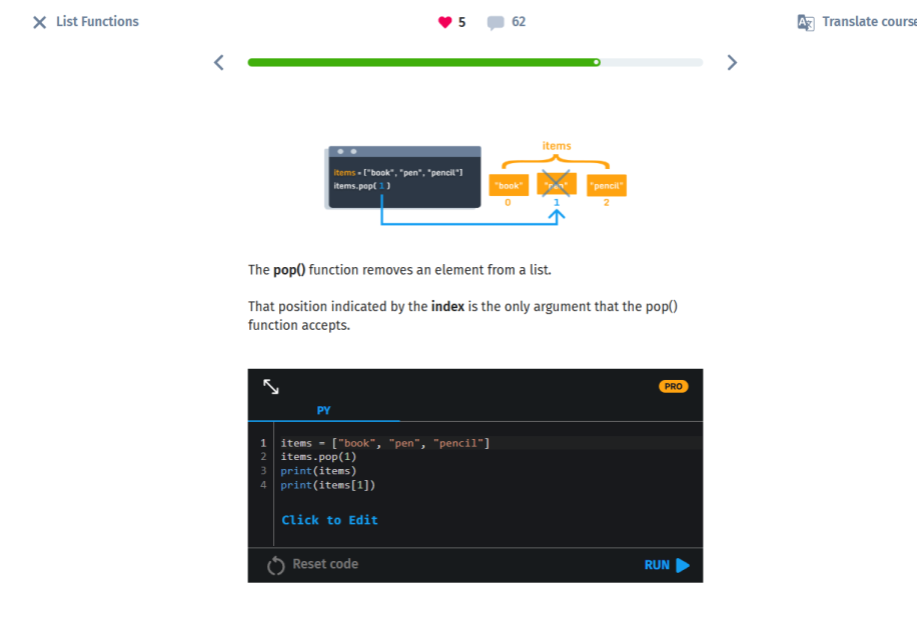 List Functions
5
62
Translate course
items
items = ["book", "pen", "pencil"]
items.pop( 1 )
"book"
"pen"
"pencil"
0
1
2
The pop() function removes an element from a list.
That position indicated by the index is the only argument that the pop()
function accepts.
PRO
PY
1 items = ["book", "pen", "pencil"]
2 items.pop(1)
3 print(items)
4 print(items[1])
Click to Edit
Reset code
RUN